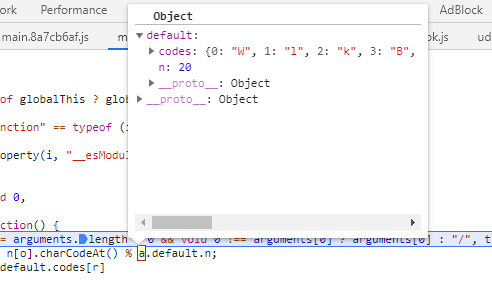 ork Performance AdBlock
Object
main.8a7cb6af.js m ok.js ud
default:
codes: {0: "W", 1: "l", 2: "k", 3: "B",
n: 20
__proto__: Object
__proto__: Object
of globalThis ? glob
nction" == typeof (
operty(i, "__esModul
d 0,
ction() {
= arguments. length 0 && void 0 !== arguments[0] ? arguments[0] : "/", t
n[o].charCodeAt() % a.default.n;
default.codes[r]